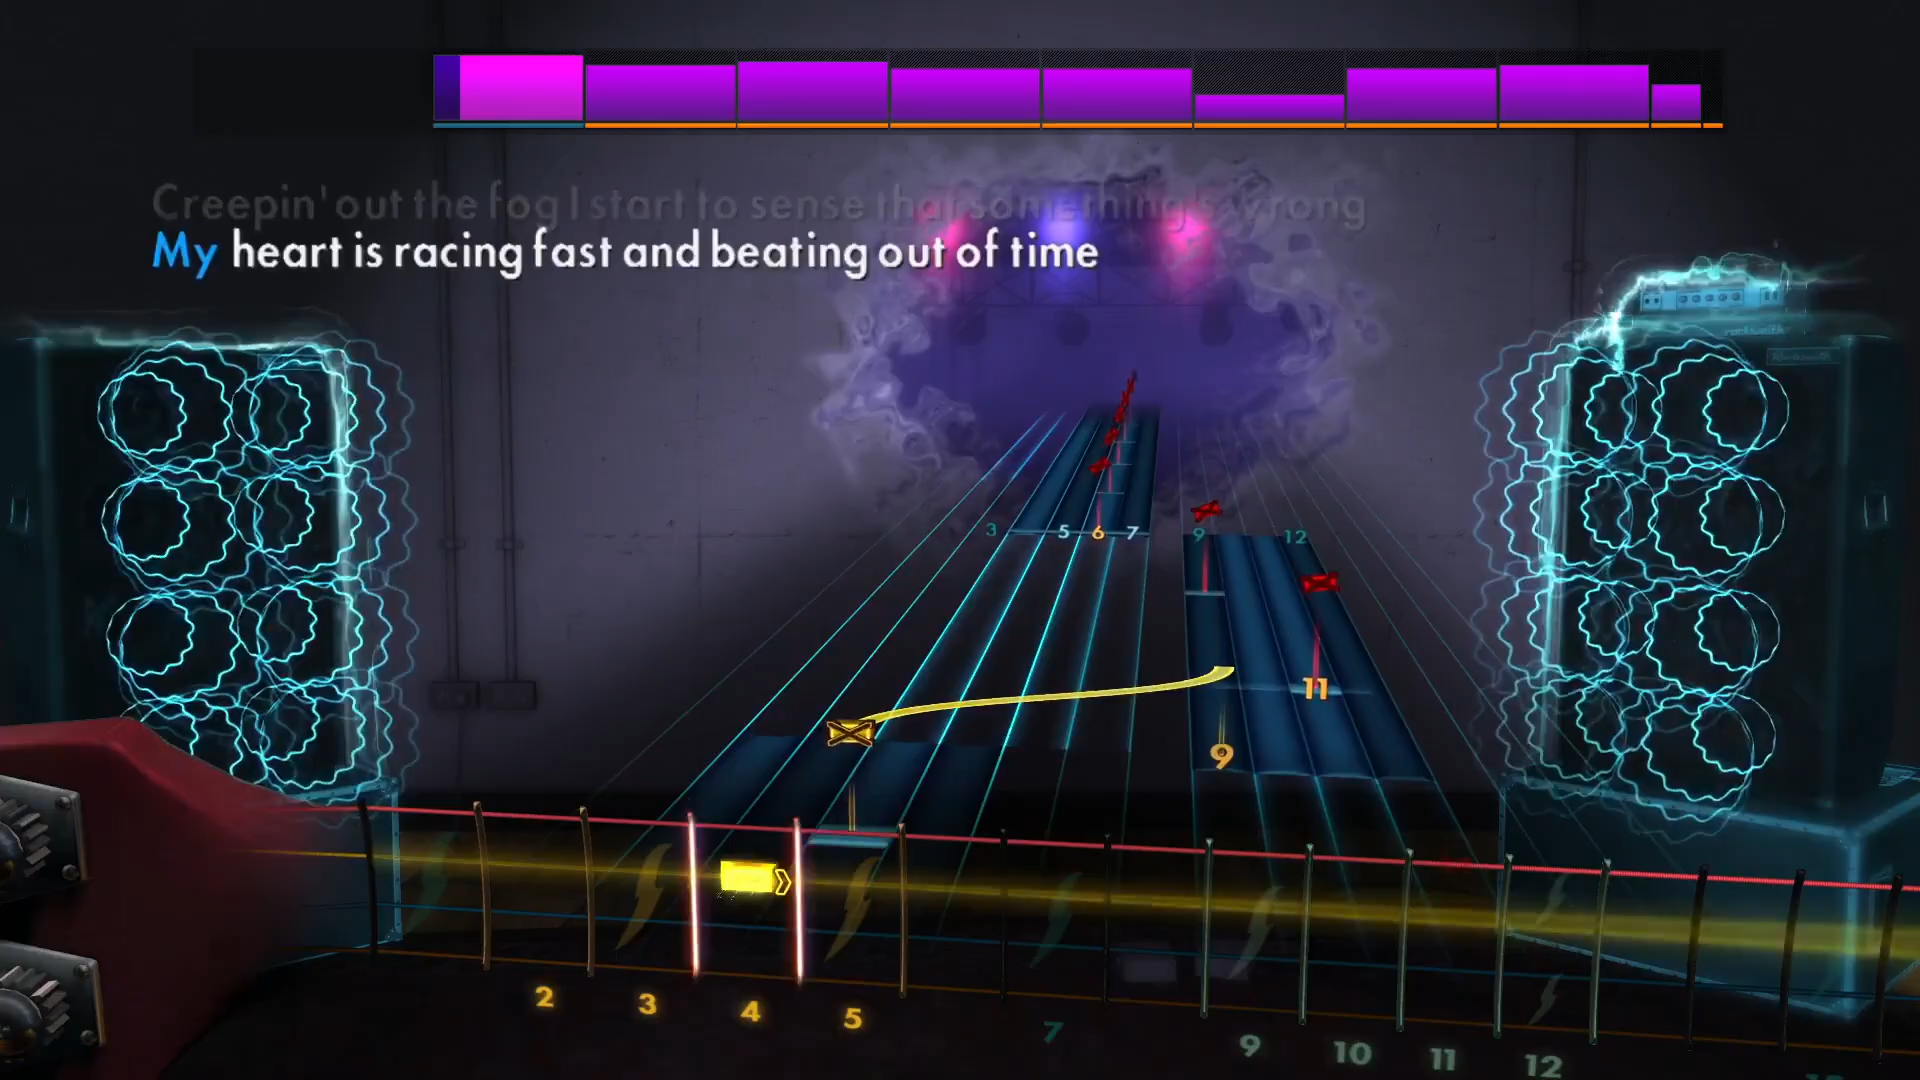 Creepin' out the fog I start to sense that something's wrong
My heart is racing fast and beating out of time
3 5 6 7 9 12
11
9
2 3 4 5 7 9 10 11 12